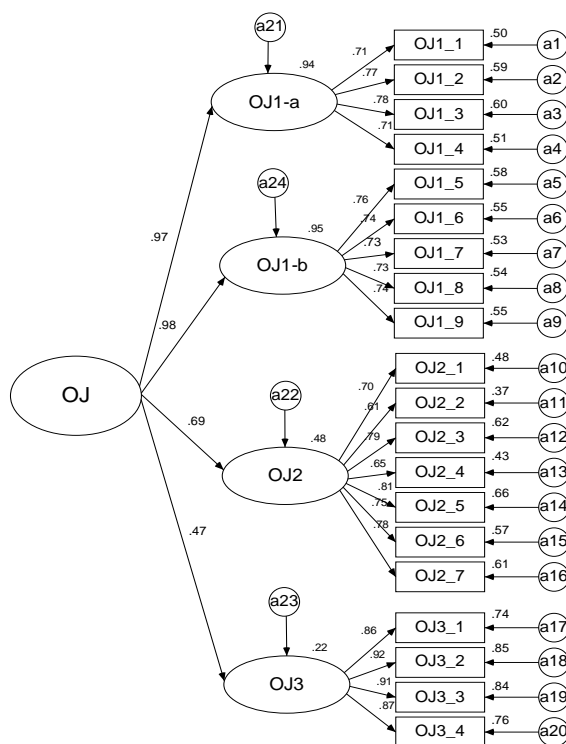 a21
.94
OJ1-a
.71
.77
.78
.71
OJ1_1 .50 a1
OJ1_2 .59 a2
OJ1_3 .60 a3
OJ1_4 .51 a4
a24
.95
OJ1-b
.76
.74
.73
.73
.74
OJ1_5 .58 a5
OJ1_6 .55 a6
OJ1_7 .53 a7
OJ1_8 .54 a8
OJ1_9 .55 a9
.97
.98
OJ
.69
.47
a22
.48
OJ2
.70
.61
.79
.65
.81
.75
.78
OJ2_1 .48 a10
OJ2_2 .37 a11
OJ2_3 .62 a12
OJ2_4 .43 a13
OJ2_5 .66 a14
OJ2_6 .57 a15
OJ2_7 .61 a16
a23
.22
OJ3
.86
.92
.91
.87
OJ3_1 .74 a17
OJ3_2 .85 a18
OJ3_3 .84 a19
OJ3_4 .76 a20